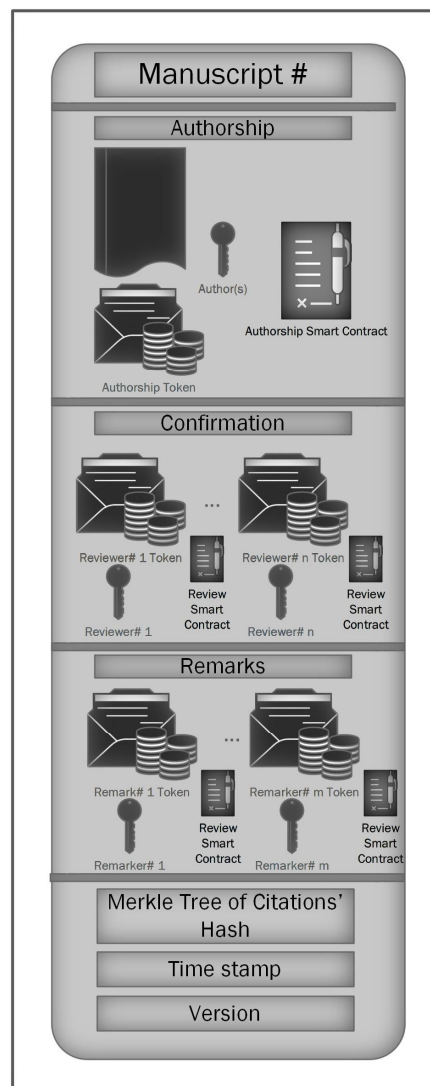 Manuscript #
Authorship
Author(s)
Authorship Smart Contract
Authorship Token
Confirmation
...
Reviewer# 1 Token
Reviewer# n Token
Review
Smart
Contract
Review
Smart
Contract
Reviewer# 1
Reviewer# n
Remarks
...
Remark# 1 Token
Remarker# m Token
Review
Smart
Contract
Review
Smart
Contract
Remarker# 1
Remarker# m
Merkle Tree of Citations'
Hash
Time stamp
Version